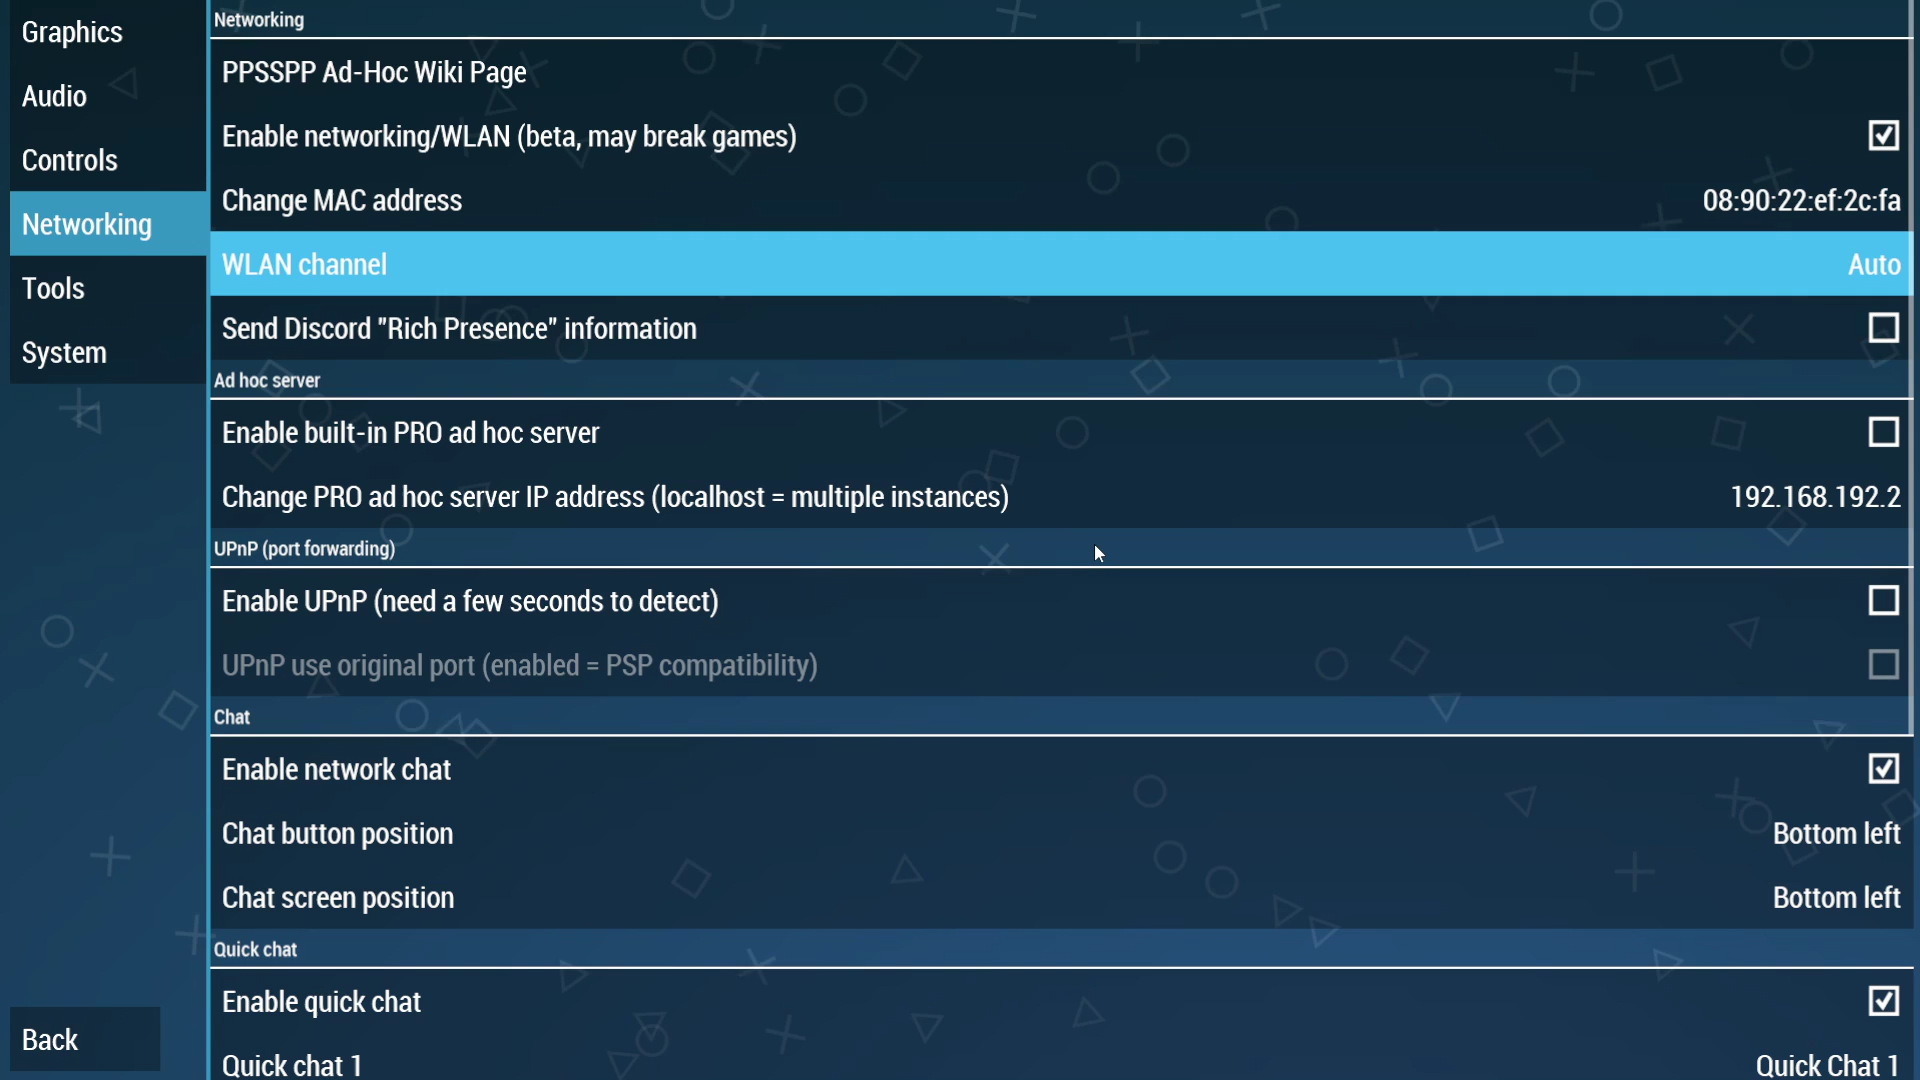 Graphics
Audio
Controls
Networking
Tools
System
Back
Networking
PPSSPP Ad-Hoc Wiki Page
Enable networking/WLAN (beta, may break games)
Change MAC address 08:90:22:ef:2c:fa
WLAN channel Auto
Send Discord "Rich Presence" information
Ad hoc server
Enable built-in PRO ad hoc server
Change PRO ad hoc server IP address (localhost = multiple instances) 192.168.192.2
UPnP (port forwarding)
Enable UPnP (need a few seconds to detect)
UPnP use original port (enabled = PSP compatibility)
Chat
Enable network chat
Chat button position Bottom left
Chat screen position Bottom left
Quick chat
Enable quick chat
Quick chat 1 Quick Chat 1